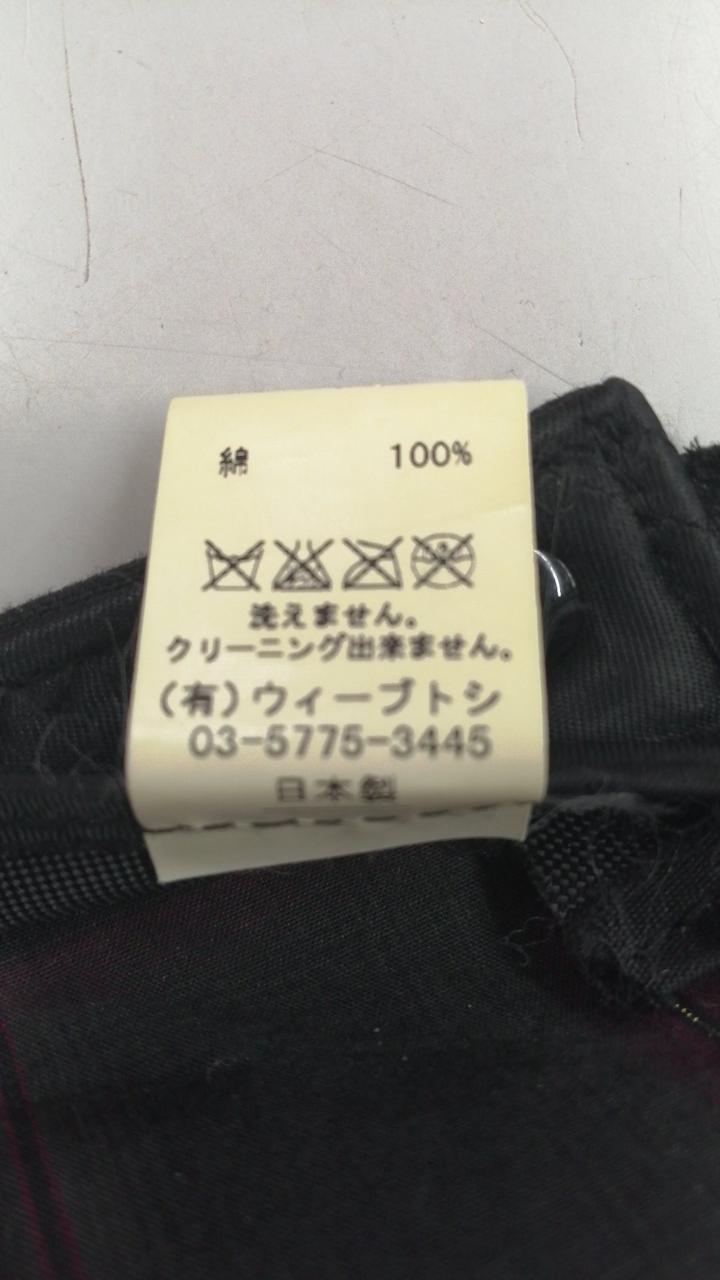 綿 100%
洗えません。
クリーニング出来ません。
(有)ウィーブトシ
03-5775-3445
日本製